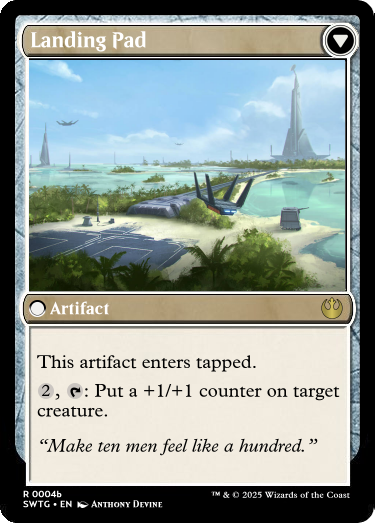 Landing Pad
Artifact
This artifact enters tapped.
2, T: Put a +1/+1 counter on target
creature.
“Make ten men feel like a hundred.”
R 0004b
SWTG • EN Anthony Devine
™ & © 2025 Wizards of the Coast